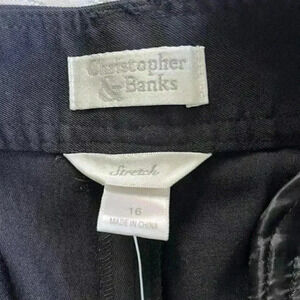 Christopher
& Banks
Stretch
16
MADE IN CHINA